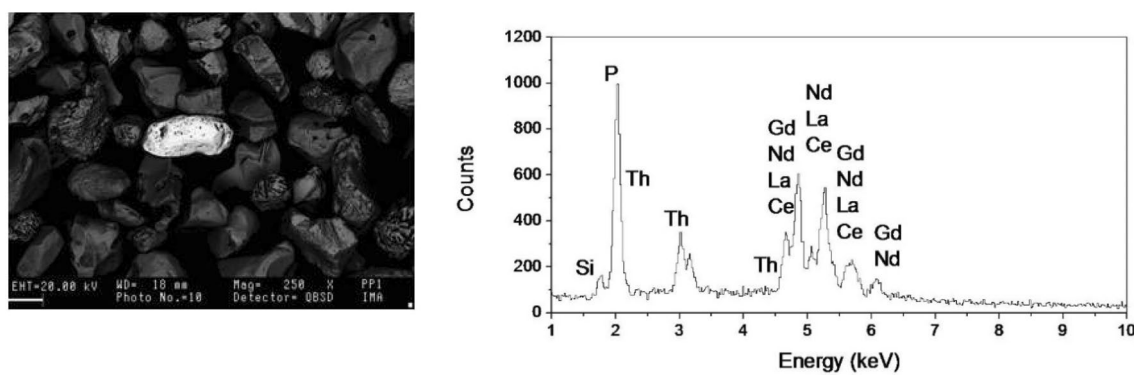 EHT=20.00 kV WD= 18 mm Mag= 250 X PP1
Photo No.=10 Detector= QBSD IMA
1200
1000
800
600
400
200
0
Counts
P
Th
Si
Th
Th
Gd
Nd
La
Ce
Nd
La
Ce
Gd
Nd
La
Ce
Gd
Nd
1 2 3 4 5 6 7 8 9 10
Energy (keV)